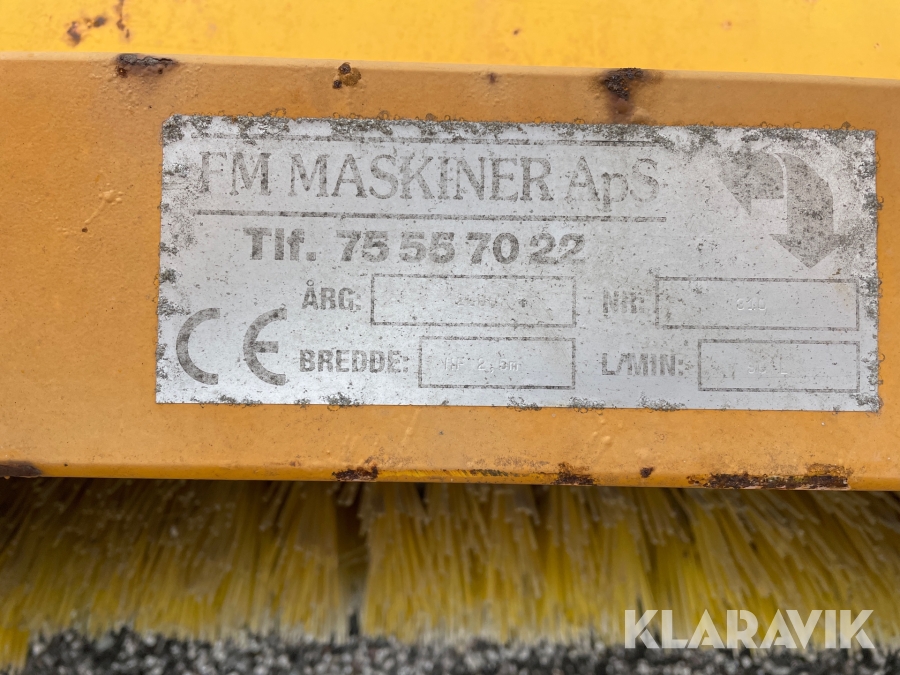 FM MASKINER ApS
Tlf. 75 55 70 22
ÅRG: NR:
CE BREDDE: L/MIN:
KLARAVIK